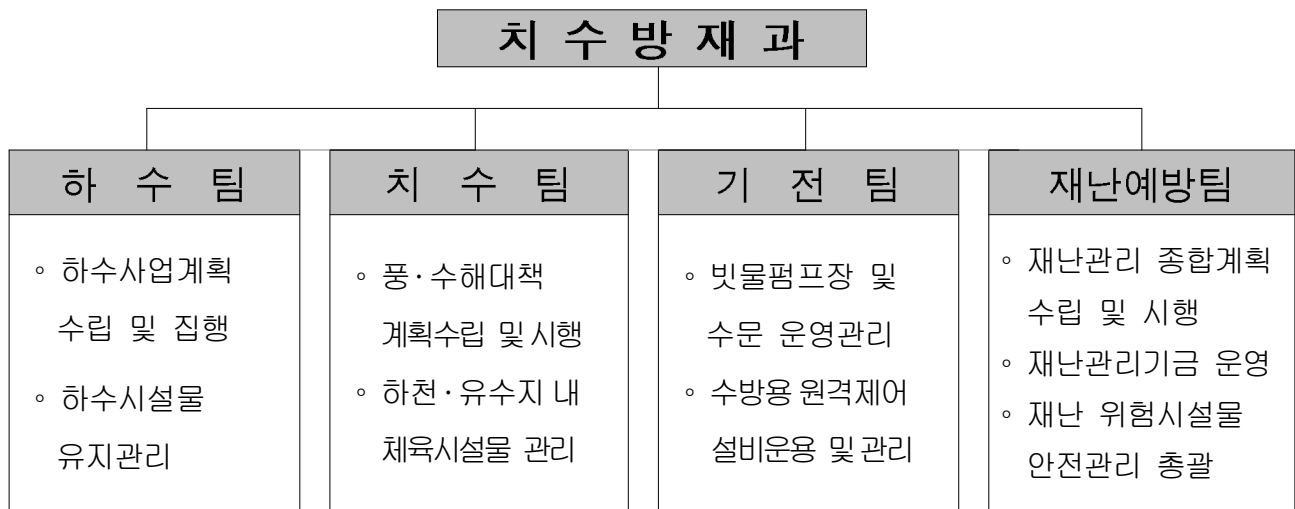 치 수 방 재 과
하 수 팀
◦ 하수사업계획
수립 및 집행
◦ 하수시설물
유지관리
치 수 팀
◦ 풍·수해대책
계획수립 및 시행
◦ 하천·유수지 내
체육시설물 관리
기 전 팀
◦ 빗물펌프장 및
수문 운영관리
◦ 수방용 원격제어
설비운용 및 관리
재난예방팀
◦ 재난관리 종합계획
수립 및 시행
◦ 재난관리기금 운영
◦ 재난 위험시설물
안전관리 총괄